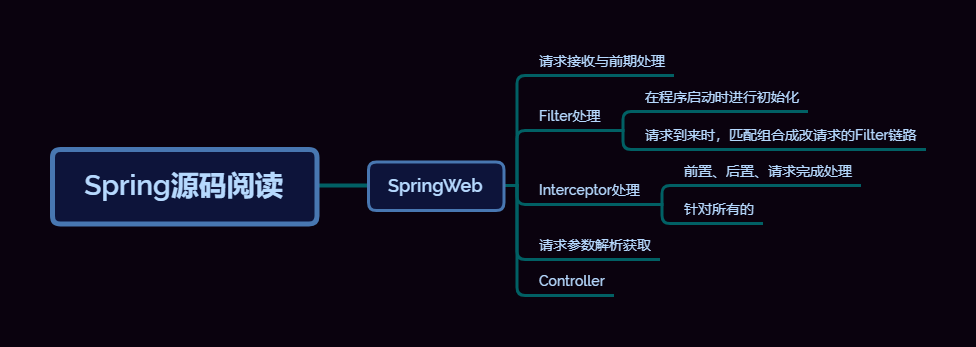 Spring源码阅读
SpringWeb
请求接收与前期处理
Filter处理
在程序启动时进行初始化
请求到来时，匹配组合成改请求的Filter链路
Interceptor处理
前置、后置、请求完成处理
针对所有的
请求参数解析获取
Controller